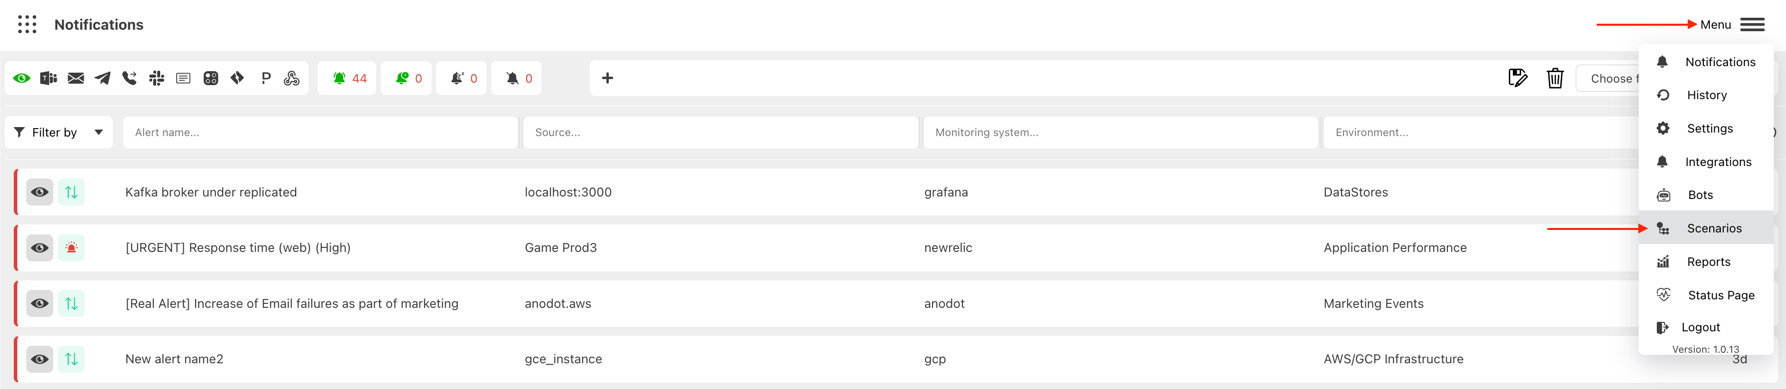 Notifications
Menu
44
0
0
0
+
Choose f
Filter by
Alert name...
Source...
Monitoring system...
Environment...
Kafka broker under replicated localhost:3000 grafana DataStores
[URGENT] Response time (web) (High) Game Prod3 newrelic Application Performance
[Real Alert] Increase of Email failures as part of marketing anodot.aws anodot Marketing Events
New alert name2 gce_instance gcp AWS/GCP Infrastructure 3d
Notifications
History
Settings
Integrations
Bots
Scenarios
Reports
Status Page
Logout
Version: 1.0.13